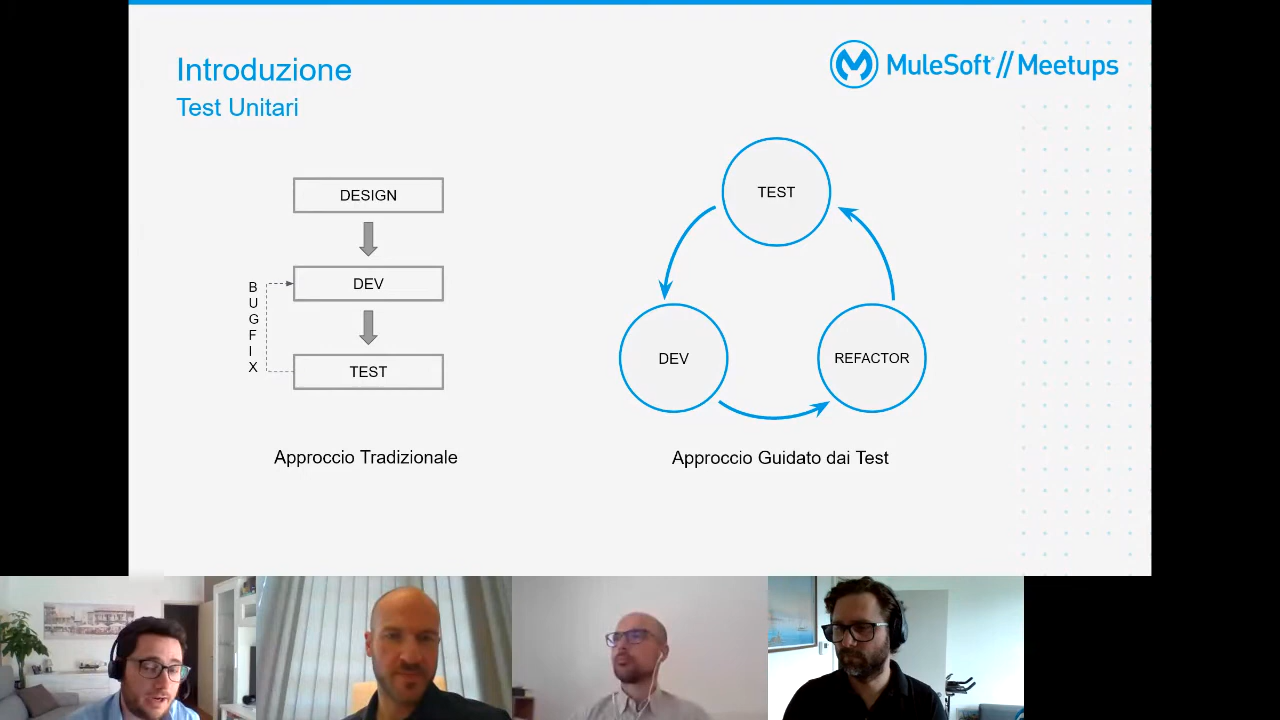 Introduzione
Test Unitari
MuleSoft // Meetups
DESIGN
DEV
TEST
B
U
G
F
I
X
Approccio Tradizionale
TEST
DEV
REFACTOR
Approccio Guidato dai Test